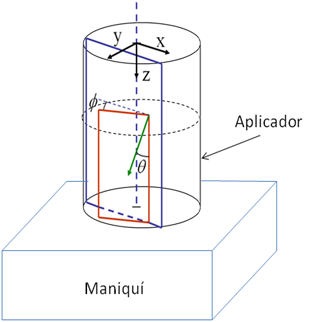 y
x
z
ϕ
Aplicador
θ
Maniquí